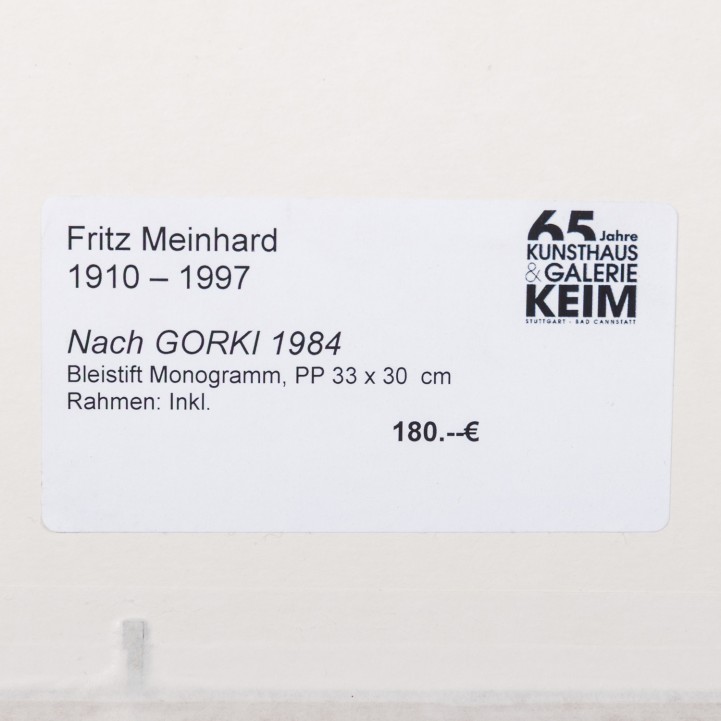 Fritz Meinhard
1910 – 1997
Nach GORKI 1984
Bleistift Monogramm, PP 33 x 30 cm
Rahmen: Inkl.
180.--€
65 Jahre
KUNSTHAUS
& GALERIE
KEIM
STUTTGART - BAD CANNSTATT